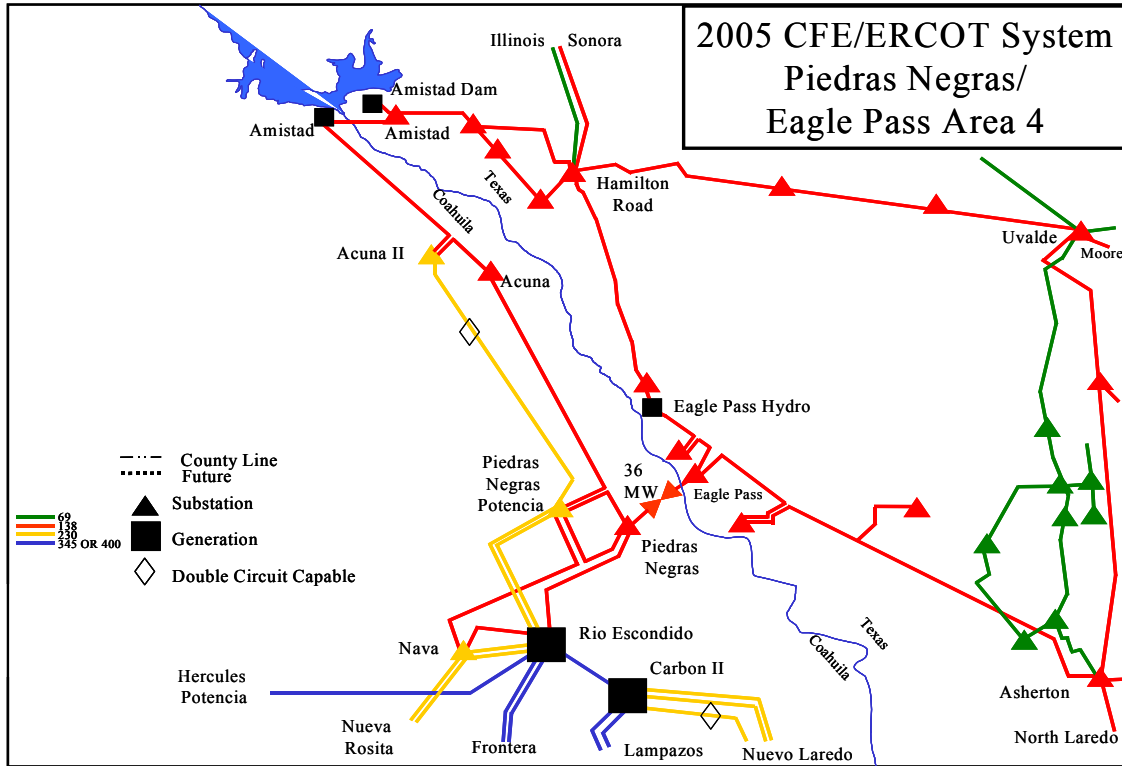 2005 CFE/ERCOT System
Piedras Negras/
Eagle Pass Area 4
Illinois
Sonora
Amistad Dam
Amistad
Amistad
Texas
Hamilton
Road
Coahuila
Uvalde
Moore
Acuna II
Acuna
Eagle Pass Hydro
County Line
Future
Substation
Generation
Double Circuit Capable
69
138
230
345 OR 400
Piedras
Negras
Potencia
36
MW
Eagle Pass
Piedras
Negras
Rio Escondido
Nava
Carbon II
Texas
Coahuila
Hercules
Potencia
Asherton
Nueva
Rosita
Frontera
Lampazos
Nuevo Laredo
North Laredo